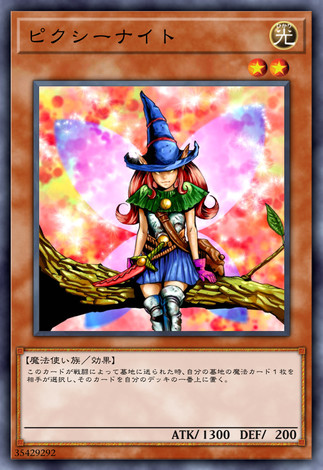 ピクシーナイト
光
【魔法使い族／効果】
このカードが戦闘によって墓地に送られた時、自分の墓地の魔法カード１枚を
相手が選択し、そのカードを自分のデッキの一番上に置く。
ATK/ 1300 DEF/ 200
35429292